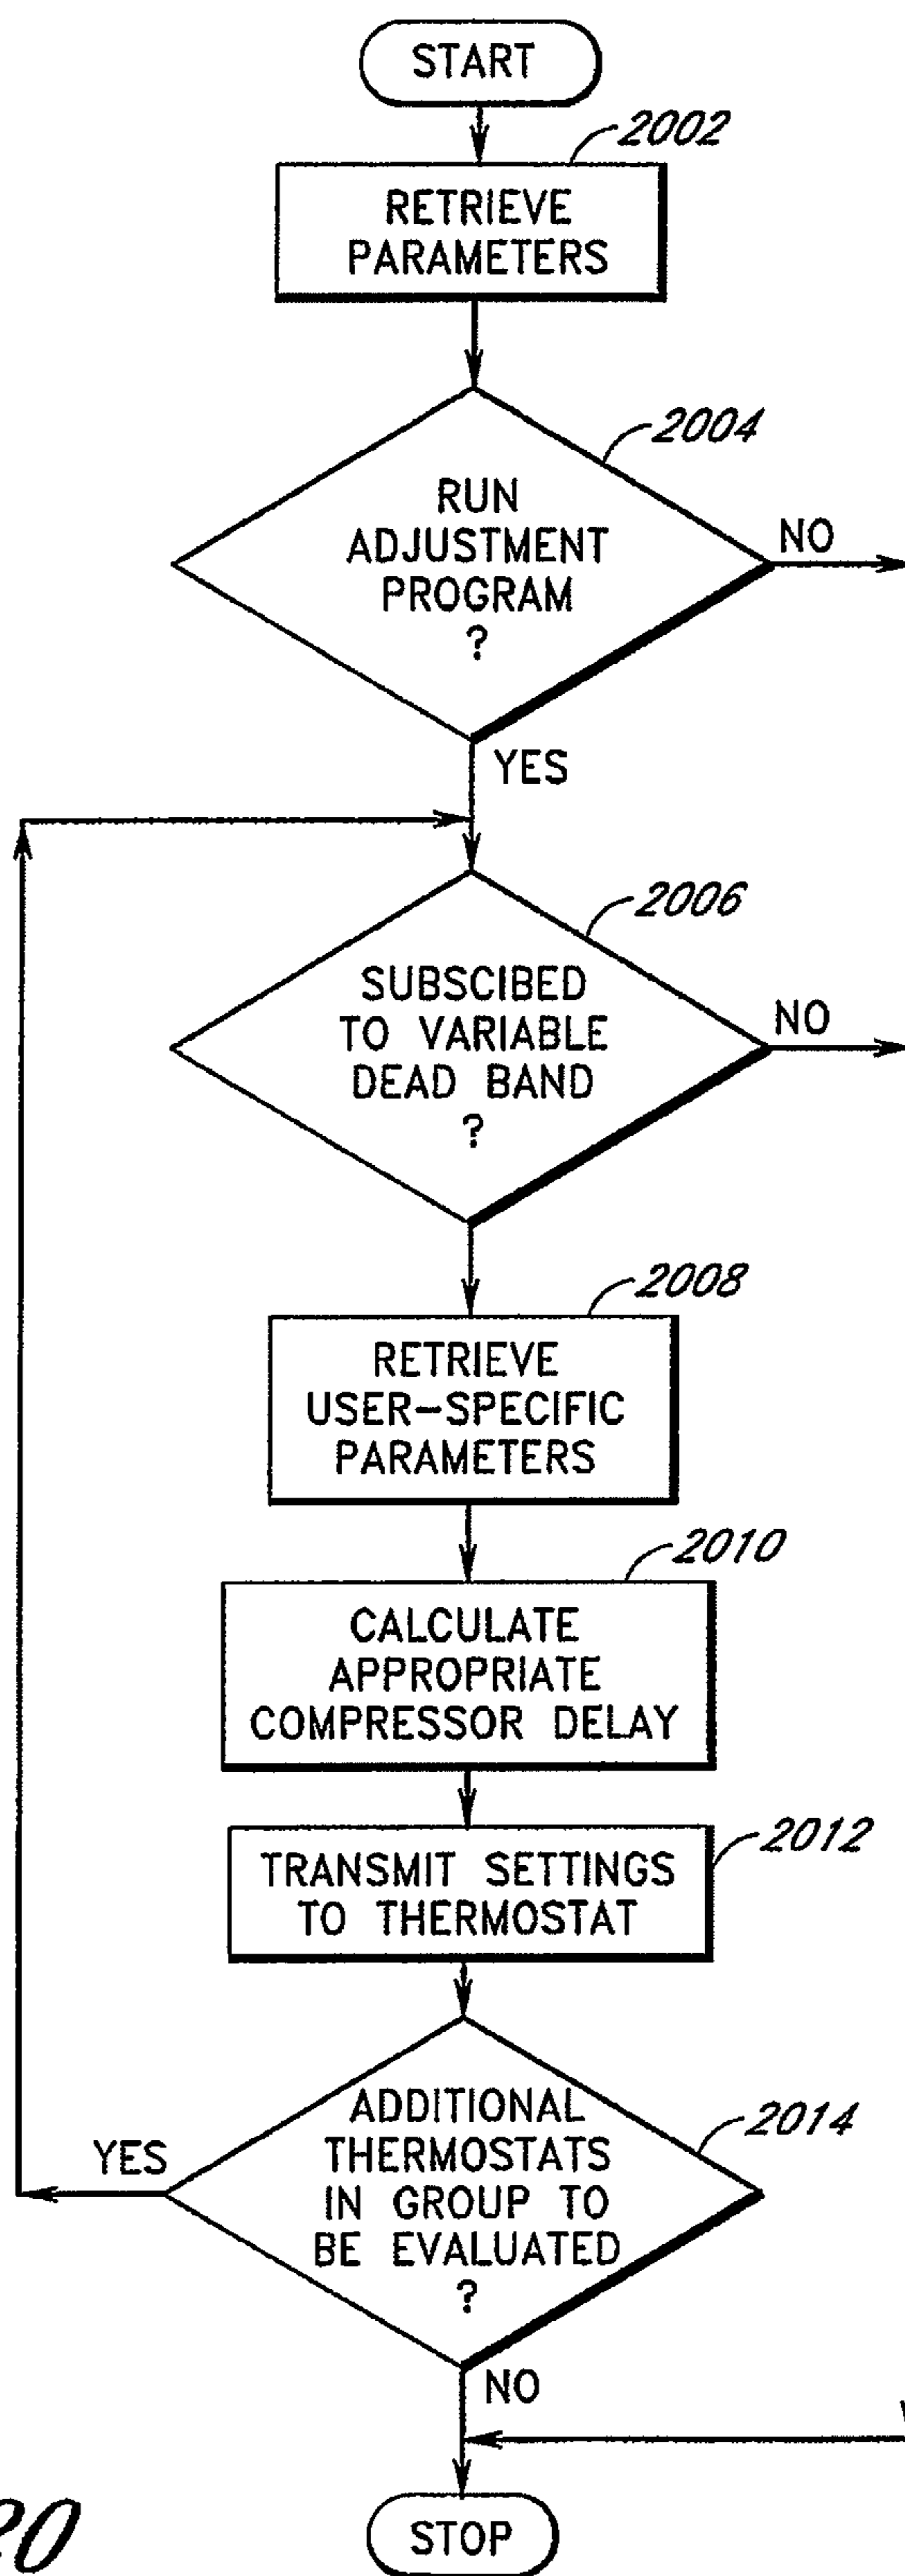 START
2002
RETRIEVE
PARAMETERS
2004
RUN
ADJUSTMENT
PROGRAM
?
NO
YES
2006
SUBSCIBED
TO VARIABLE
DEAD BAND
?
NO
2008
RETRIEVE
USER-SPECIFIC
PARAMETERS
2010
CALCULATE
APPROPRIATE
COMPRESSOR DELAY
2012
TRANSMIT SETTINGS
TO THERMOSTAT
2014
ADDITIONAL
THERMOSTATS
IN GROUP TO
BE EVALUATED
?
YES
NO
20
STOP